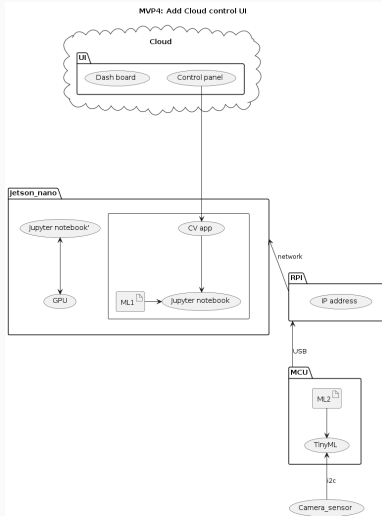 MVP4: Add Cloud control UI
Cloud
UI
Dash board
Control panel
Jetson_nano
jupyter notebook'
CV app
GPU
ML1
jupyter notebook
network
RPI
IP address
USB
MCU
ML2
TinyML
i2c
Camera_sensor